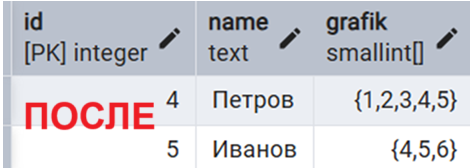 id name grafik
[PK] integer text smallint[]
ПОСЛЕ
4 Петров {1,2,3,4,5}
5 Иванов {4,5,6}